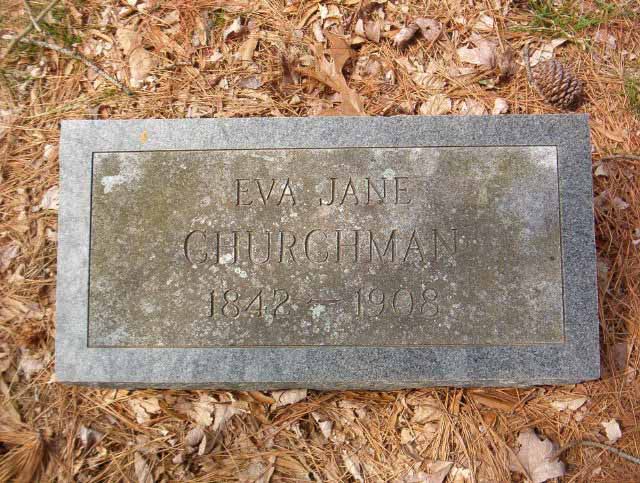 EVA JANE
CHURCHMAN
1842 – 1908